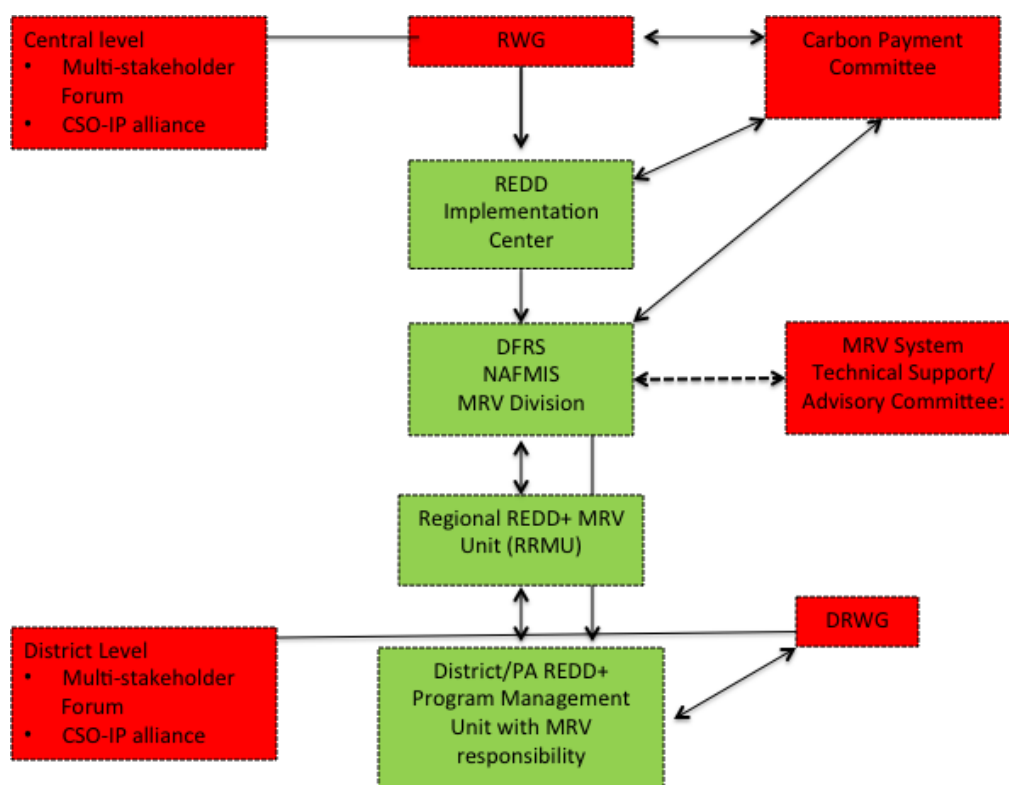 Central level
• Multi-stakeholder
Forum
• CSO-IP alliance
RWG
Carbon Payment
Committee
REDD
Implementation
Center
DFRS
NAFMIS
MRV Division
MRV System
Technical Support/
Advisory Committee:
Regional REDD+ MRV
Unit (RRMU)
DRWG
District Level
• Multi-stakeholder
Forum
• CSO-IP alliance
District/PA REDD+
Program Management
Unit with MRV
responsibility